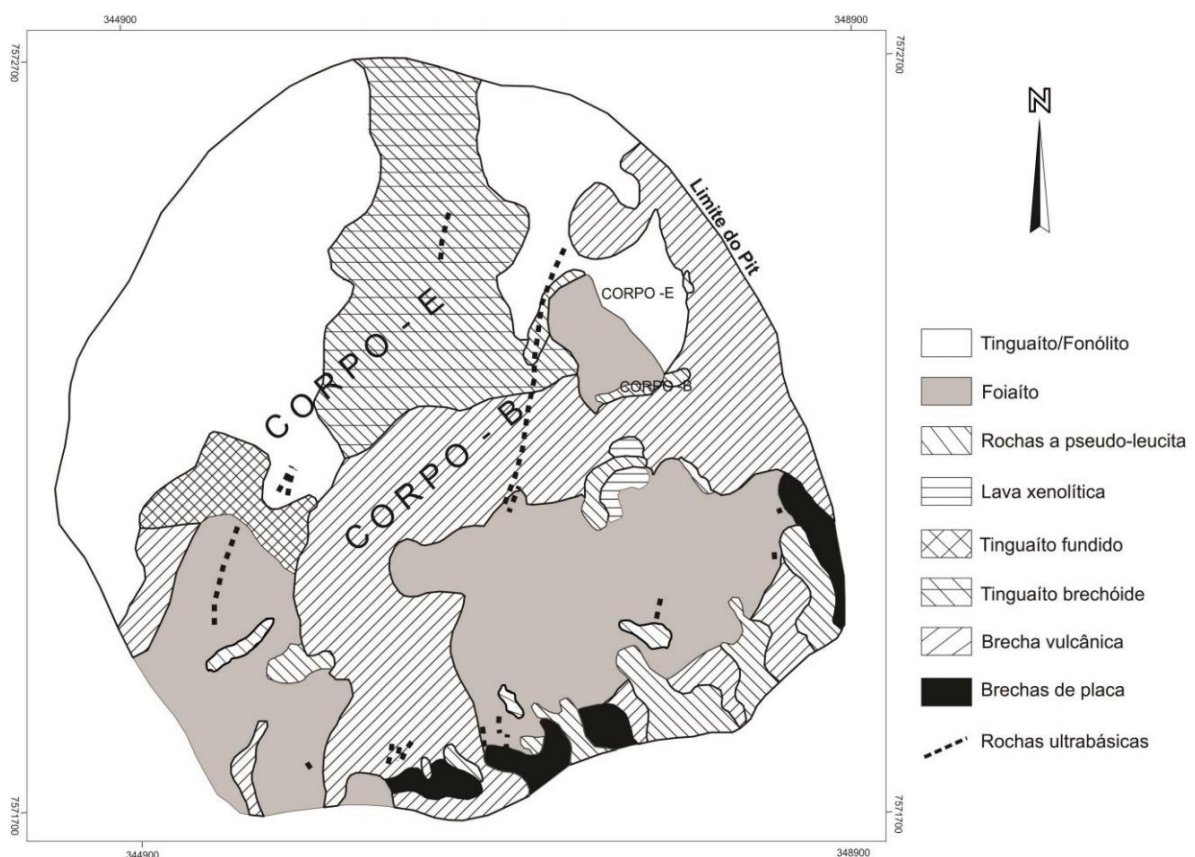 344900
348900
7572700
7572700
N
Limite do Pit
CORPO - E
CORPO -E
CORPO -B
CORPO - B
Tinguaíto/Fonólito
Foiaíto
Rochas a pseudo-leucita
Lava xenolítica
Tinguaíto fundido
Tinguaíto brechóide
Brecha vulcânica
Brechas de placa
Rochas ultrabásicas
7571700
7571700
344900
348900